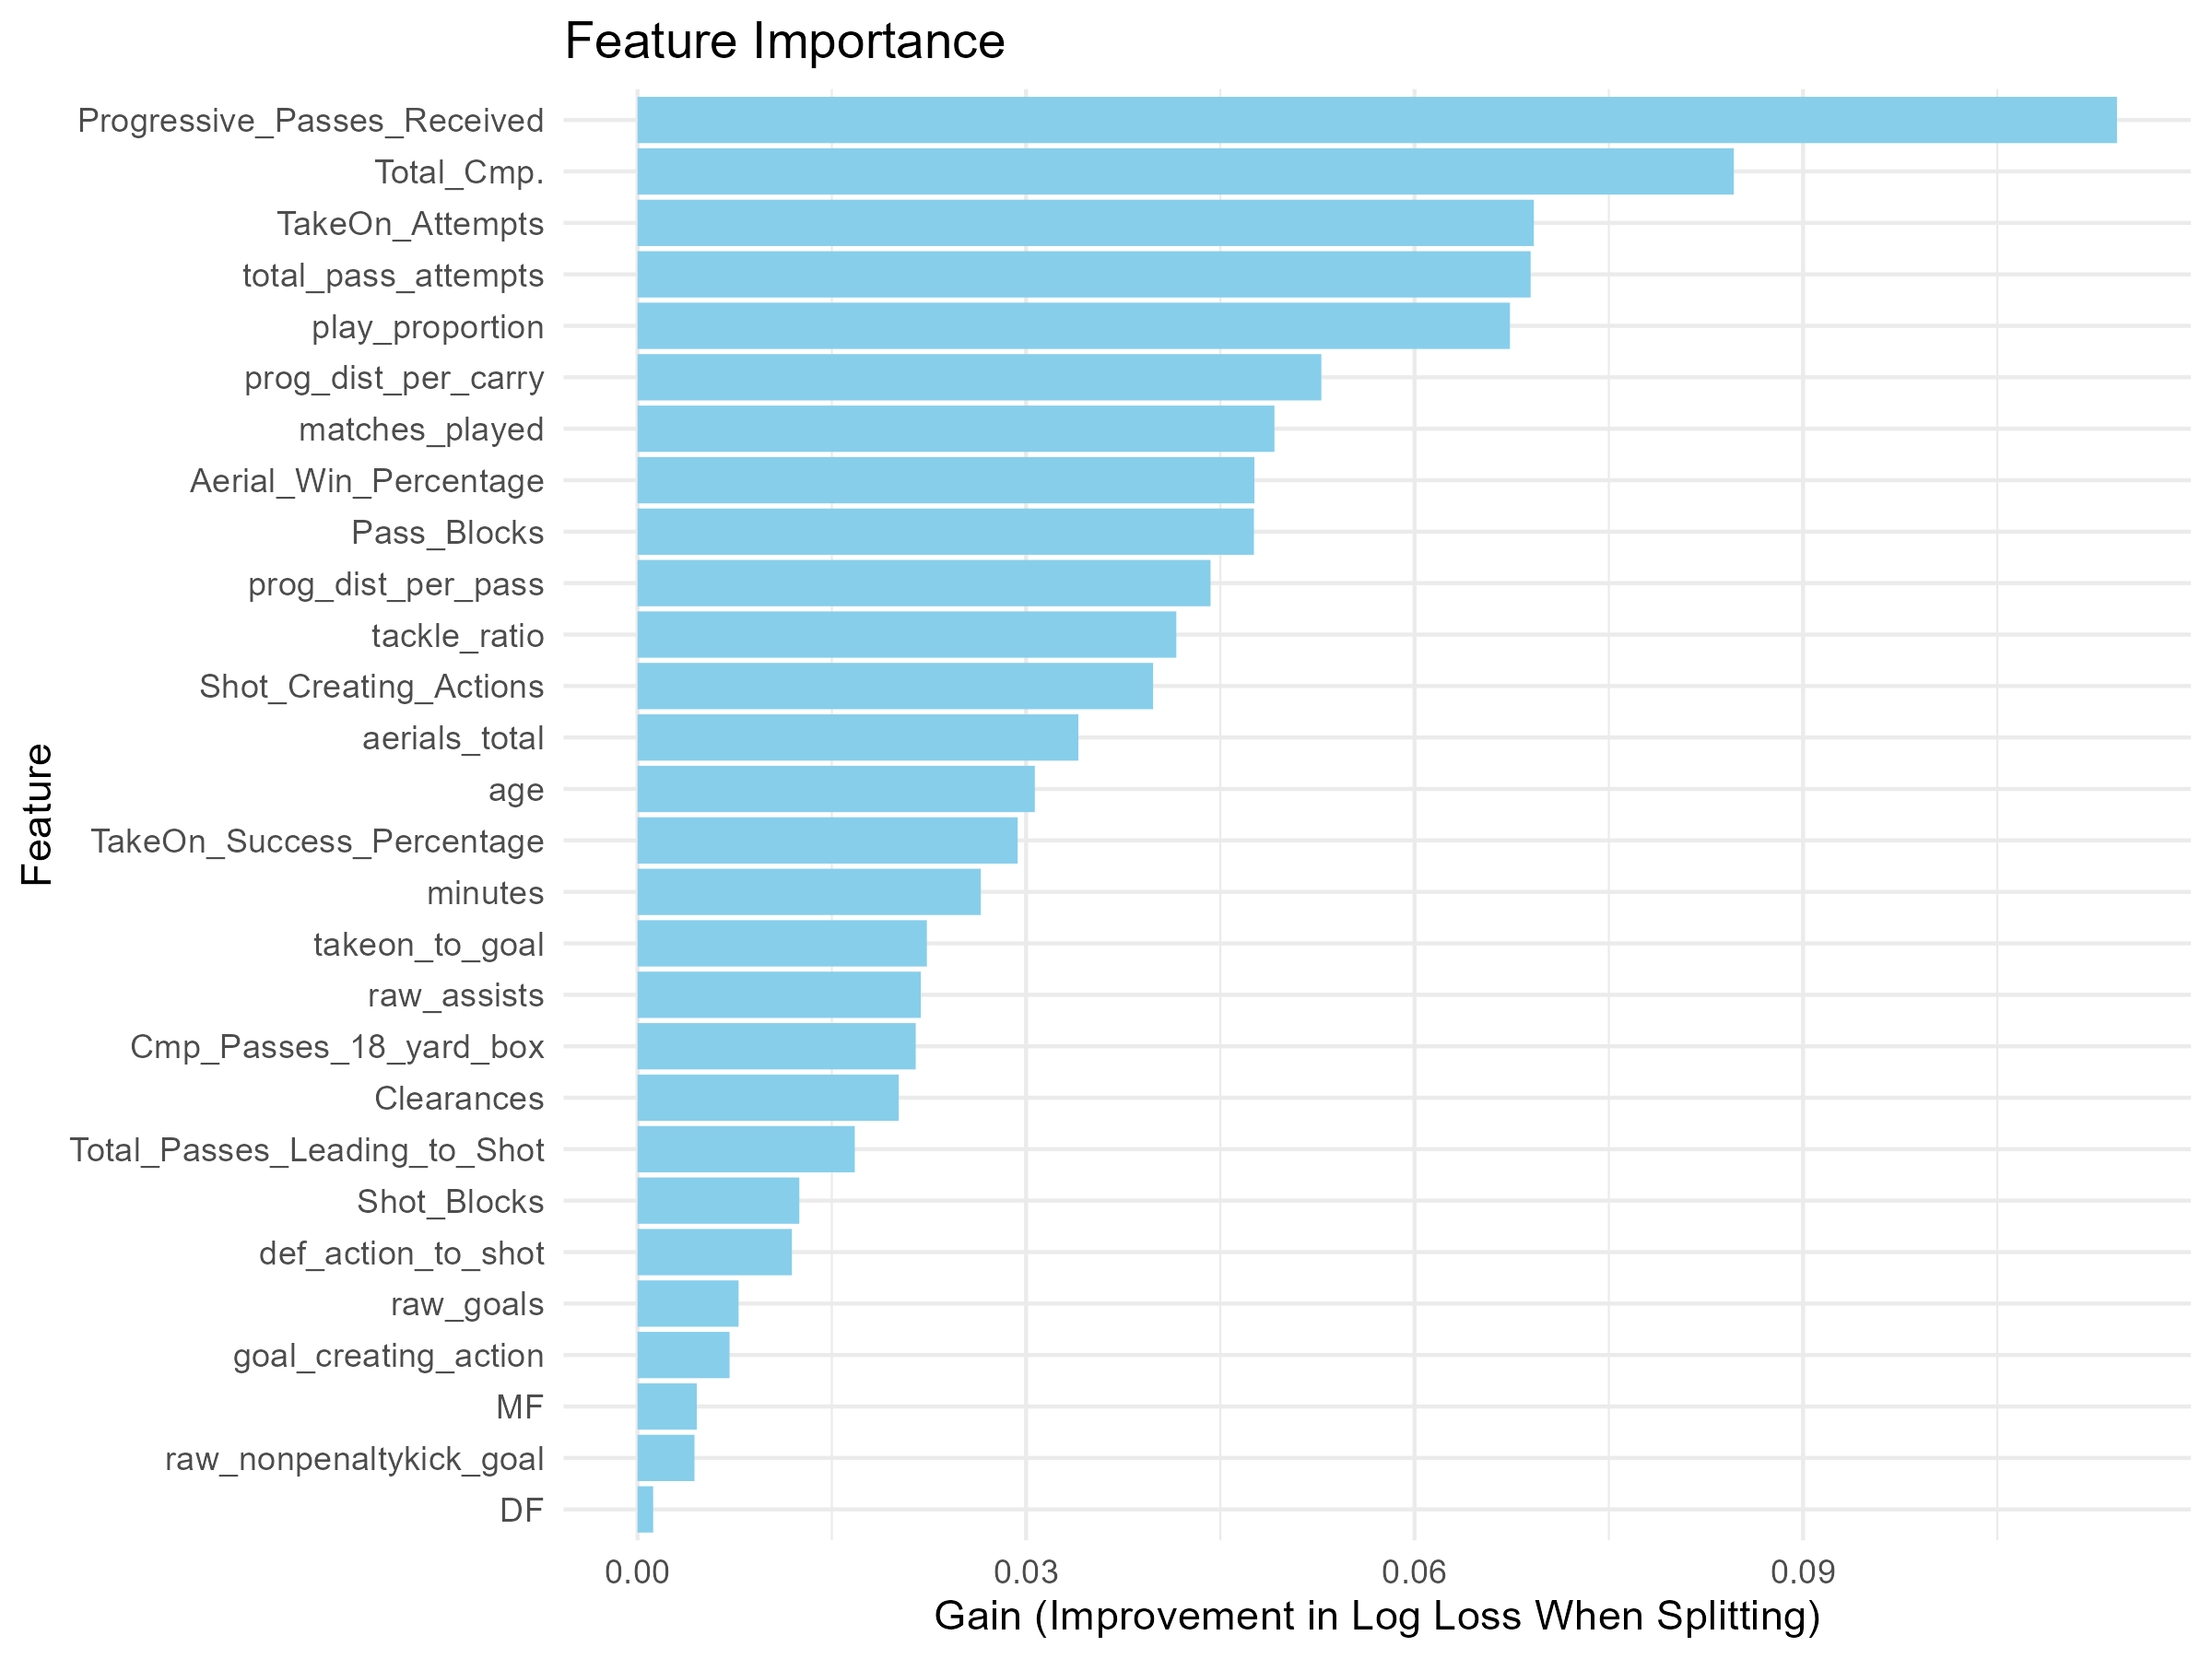 Feature Importance
Feature
Progressive_Passes_Received
Total_Cmp.
TakeOn_Attempts
total_pass_attempts
play_proportion
prog_dist_per_carry
matches_played
Aerial_Win_Percentage
Pass_Blocks
prog_dist_per_pass
tackle_ratio
Shot_Creating_Actions
aerials_total
age
TakeOn_Success_Percentage
minutes
takeon_to_goal
raw_assists
Cmp_Passes_18_yard_box
Clearances
Total_Passes_Leading_to_Shot
Shot_Blocks
def_action_to_shot
raw_goals
goal_creating_action
MF
raw_nonpenaltykick_goal
DF
0.00 0.03 0.06 0.09
Gain (Improvement in Log Loss When Splitting)